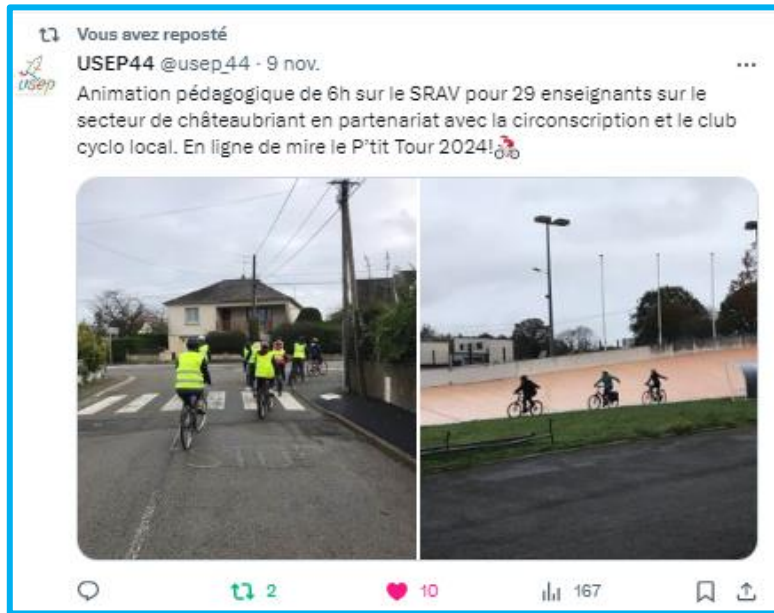 Vous avez reposté
usep
USEP44 @usep_44 · 9 nov.
Animation pédagogique de 6h sur le SRAV pour 29 enseignants sur le
secteur de châteaubriant en partenariat avec la circonscription et le club
cyclo local. En ligne de mire le P'tit Tour 2024!
2
10
167